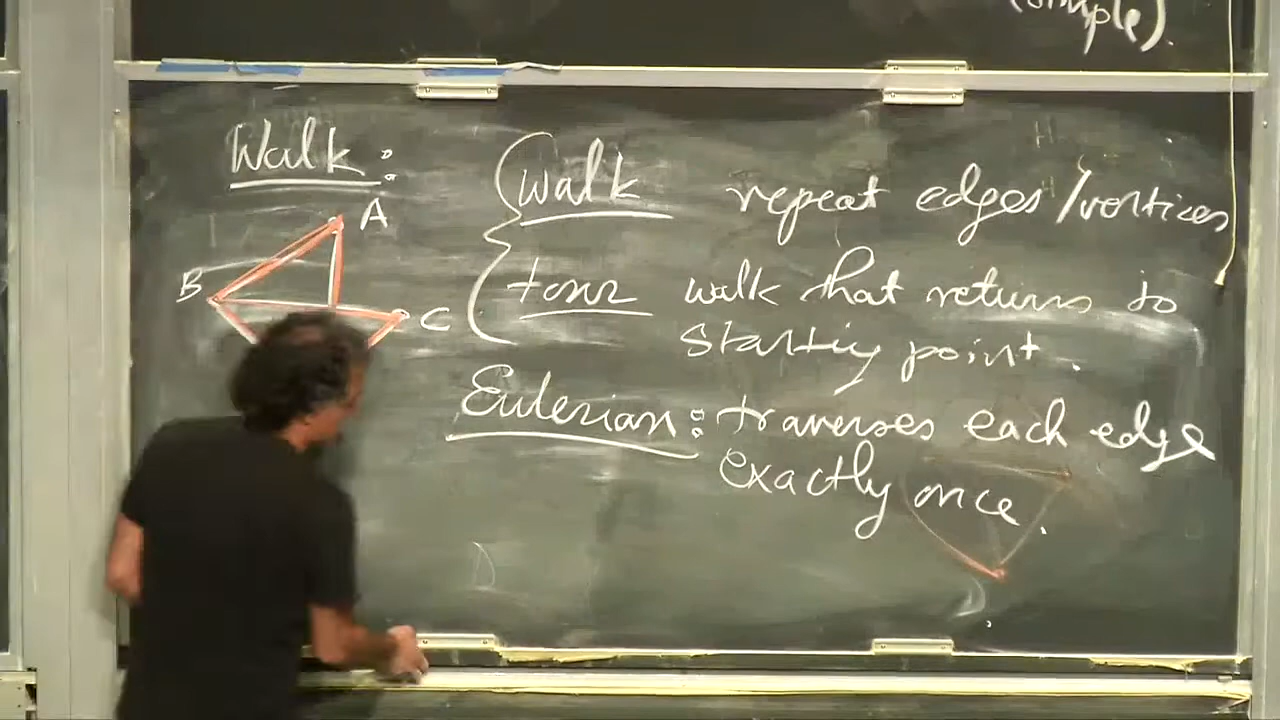 (simple).
Walk:
A
B
C
walk repeat edges/vertices
tour walk that returns to
starting point.
Eulerian: traverses each edge
exactly once.
D